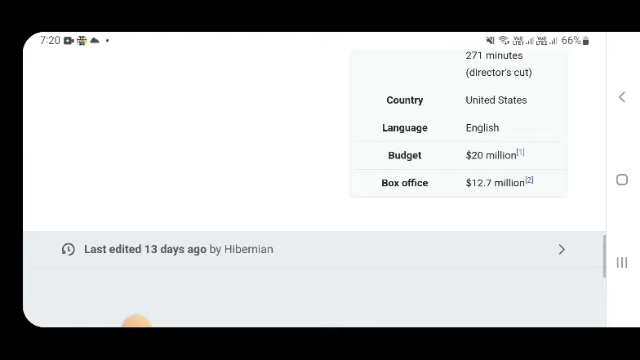 7:20 66%
271 minutes
(director's cut)
Country United States
Language English
Budget $20 million[1]
Box office $12.7 million[2]
Last edited 13 days ago by Hibernian